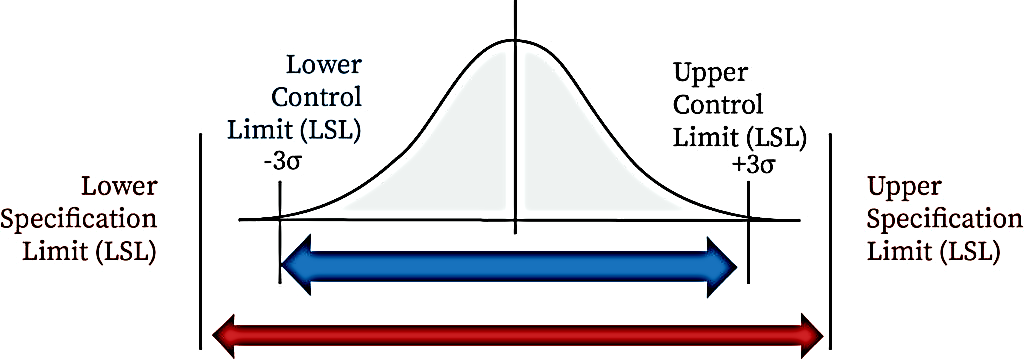 Lower
Control
Limit (LSL)
-3σ
Upper
Control
Limit (LSL)
+3σ
Lower
Specification
Limit (LSL)
Upper
Specification
Limit (LSL)